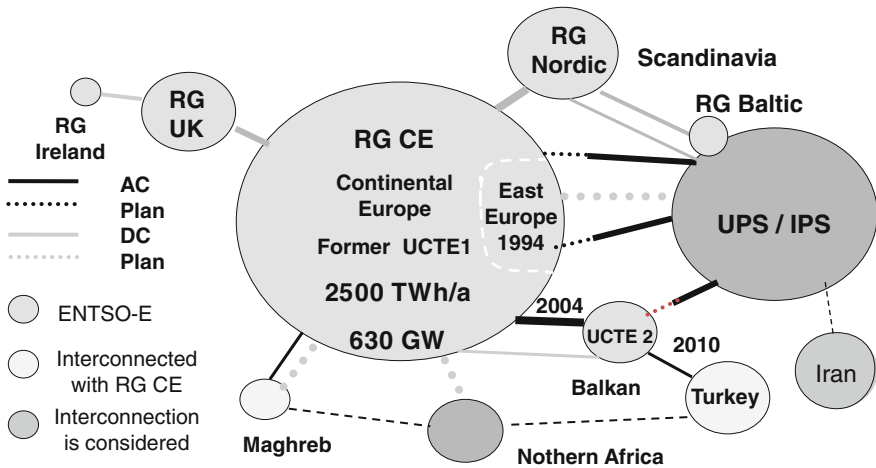 RG
Nordic
Scandinavia
RG Baltic
RG
UK
RG
Ireland
RG CE
Continental
Europe
Former UCTE1
2500 TWh/a
630 GW
East
Europe
1994
UPS / IPS
AC
Plan
DC
Plan
ENTSO-E
Interconnected
with RG CE
Interconnection
is considered
2004
UCTE 2
2010
Balkan
Turkey
Iran
Maghreb
Nothern Africa